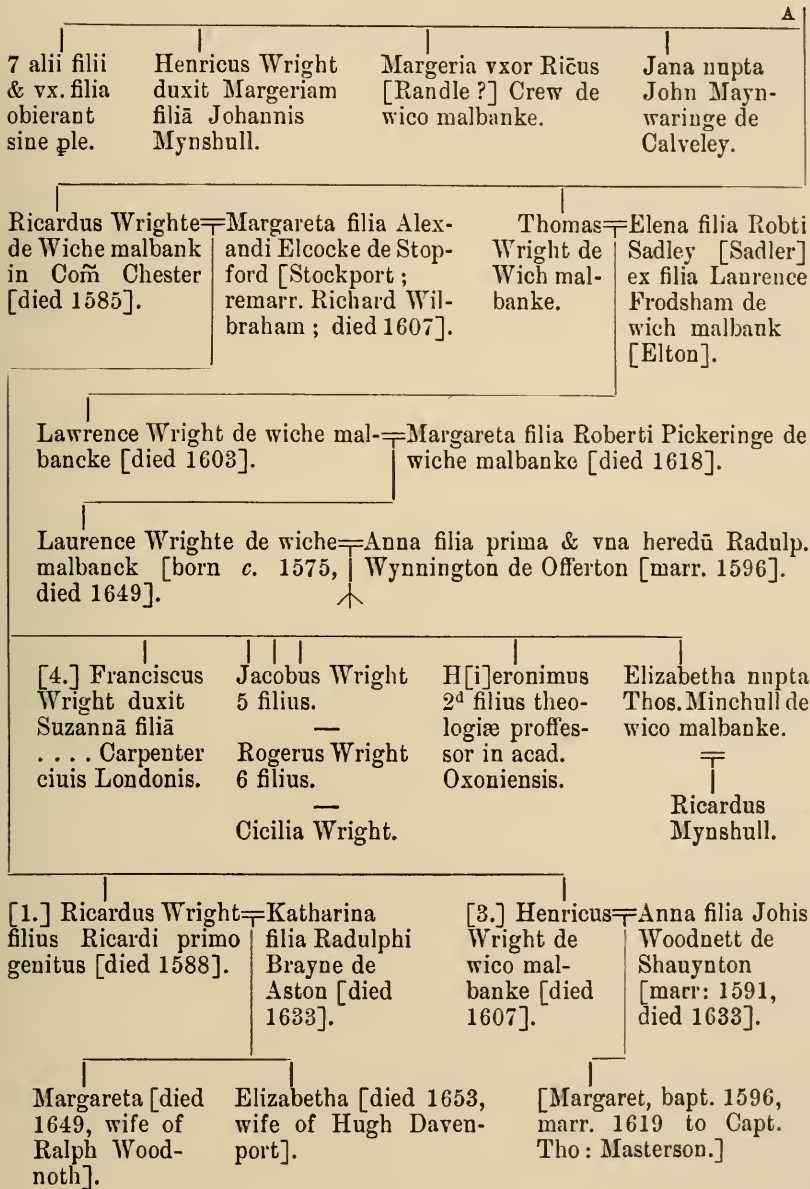 A
7 alii filii
& vx. filia
obierant
sine ꝑle.
Henricus Wright
duxit Margeriam
filiā Johannis
Mynshull.
Margeria vxor Ricūs
[Randle ?] Crew de
wico malbanke.
Jana nupta
John Mayn-
waringe de
Calveley.
Ricardus Wrighte
de Wiche malbank
in Com̃ Chester
[died 1585].
Margareta filia Alex-
andi Elcocke de Stop-
ford [Stockport ;
remarr. Richard Wil-
braham ; died 1607].
Thomas
Wright de
Wich mal-
banke.
Elena filia Robti
Sadley [Sadler]
ex filia Laurence
Frodsham de
wich malbank
[Elton].
Lawrence Wright de wiche mal-
bancke [died 1603].
Margareta filia Roberti Pickeringe de
wiche malbanke [died 1618].
Laurence Wrighte de wiche
malbanck [born c. 1575,
died 1649].
Anna filia prima & vna heredū Radulp.
Wynnington de Offerton [marr. 1596].
[4.] Franciscus
Wright duxit
Suzannā filiā
. . . . Carpenter
ciuis Londonis.
Jacobus Wright
5 filius.
—
Rogerus Wright
6 filius.
—
Cicilia Wright.
H[i]eronimus
2ᵈ filius theo-
logiæ proffes-
sor in acad.
Oxoniensis.
Elizabetha nupta
Thos. Minchull de
wico malbanke.
Ricardus
Mynshull.
[1.] Ricardus Wright
filius Ricardi primo
genitus [died 1588].
Katharina
filia Radulphi
Brayne de
Aston [died
1633].
[3.] Henricus
Wright de
wico mal-
banke [died
1607].
Anna filia Johis
Woodnett de
Shauynton
[marr: 1591,
died 1633].
Margareta [died
1649, wife of
Ralph Wood-
noth].
Elizabetha [died 1653,
wife of Hugh Daven-
port].
[Margaret, bapt. 1596,
marr. 1619 to Capt.
Tho : Masterson.]